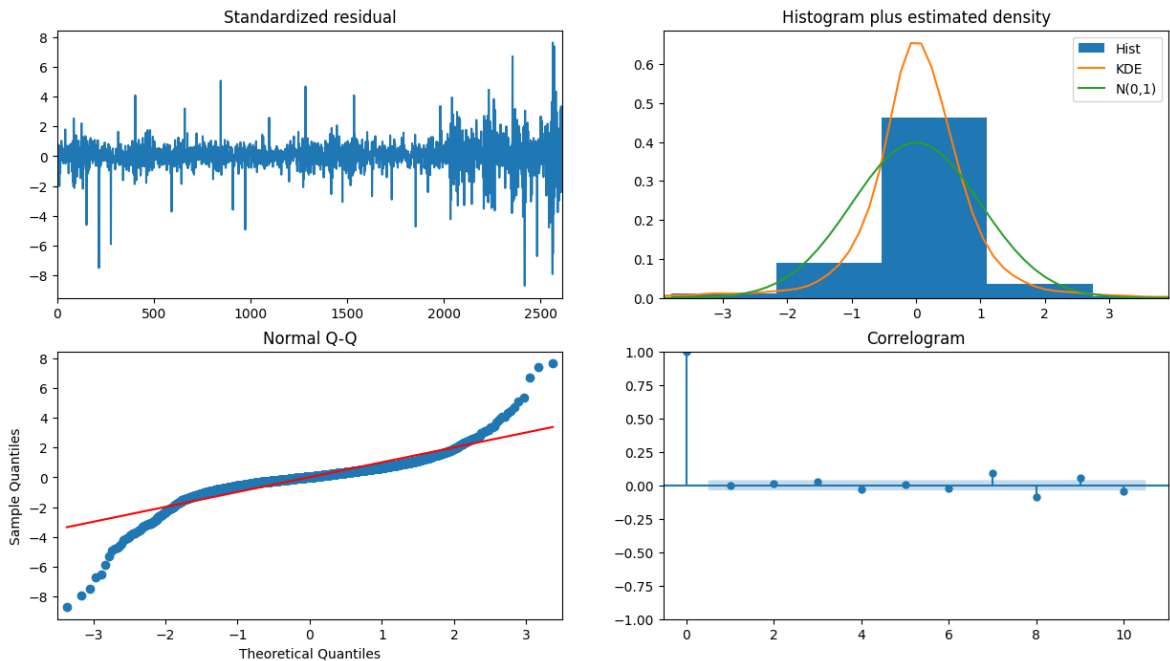 Standardized residual
8
6
4
2
0
−2
−4
−6
−8
0 500 1000 1500 2000 2500
Histogram plus estimated density
Hist
KDE
N(0,1)
0.6
0.5
0.4
0.3
0.2
0.1
0.0
−3 −2 −1 0 1 2 3
Normal Q-Q
Sample Quantiles
8
6
4
2
0
−2
−4
−6
−8
−3 −2 −1 0 1 2 3
Theoretical Quantiles
Correlogram
1.00
0.75
0.50
0.25
0.00
−0.25
−0.50
−0.75
−1.00
0 2 4 6 8 10